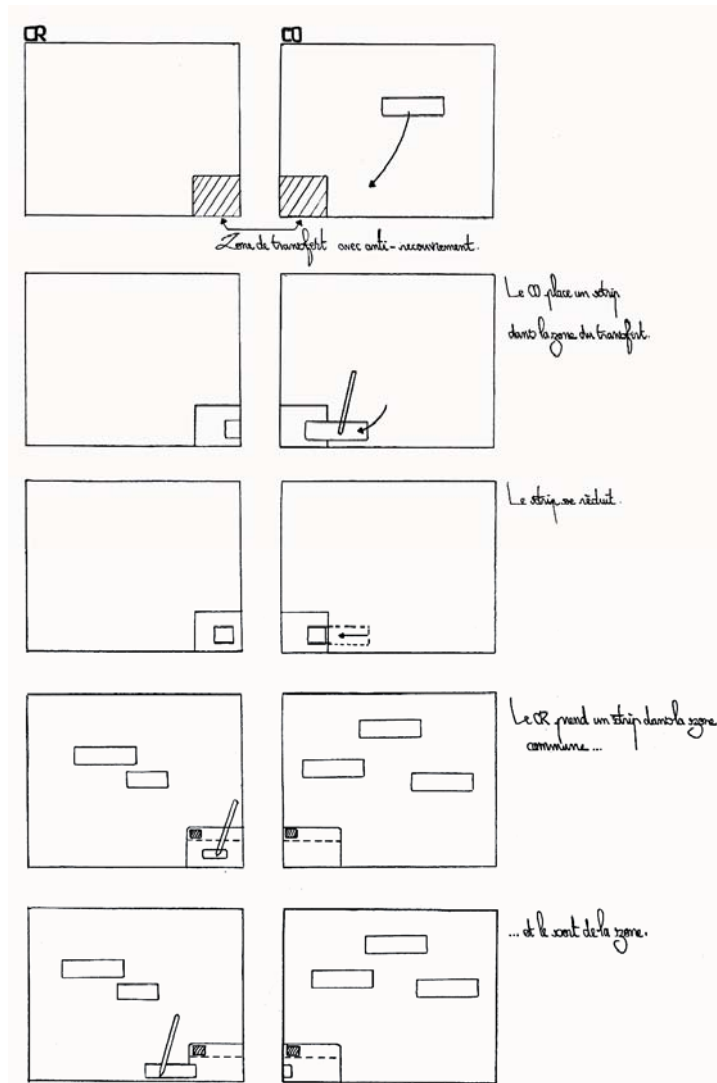 CR
CO
Zone de transfert avec anti-recouvrement.
Le CO place un strip
dans la zone du transfert.
Le strip se réduit.
Le CR prend un strip dans la zone
commune...
... et le sort de la zone.